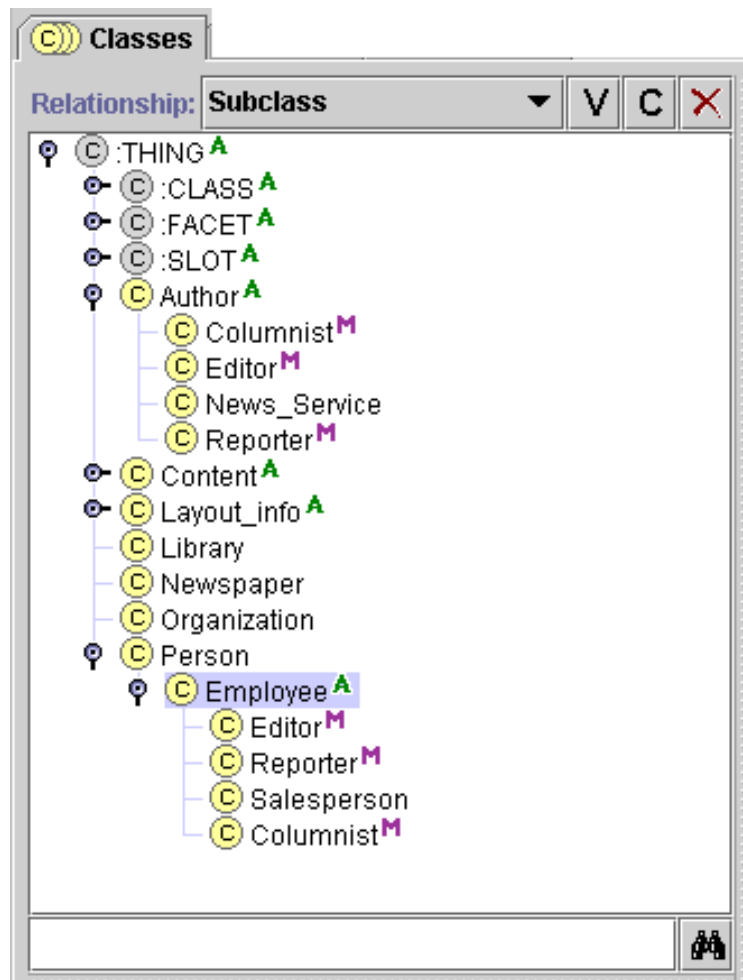 C Classes
Relationship: Subclass V C
C :THING A
C :CLASS A
C :FACET A
C :SLOT A
C Author A
C Columnist M
C Editor M
C News_Service
C Reporter M
C Content A
C Layout_info A
C Library
C Newspaper
C Organization
C Person
C Employee A
C Editor M
C Reporter M
C Salesperson
C Columnist M